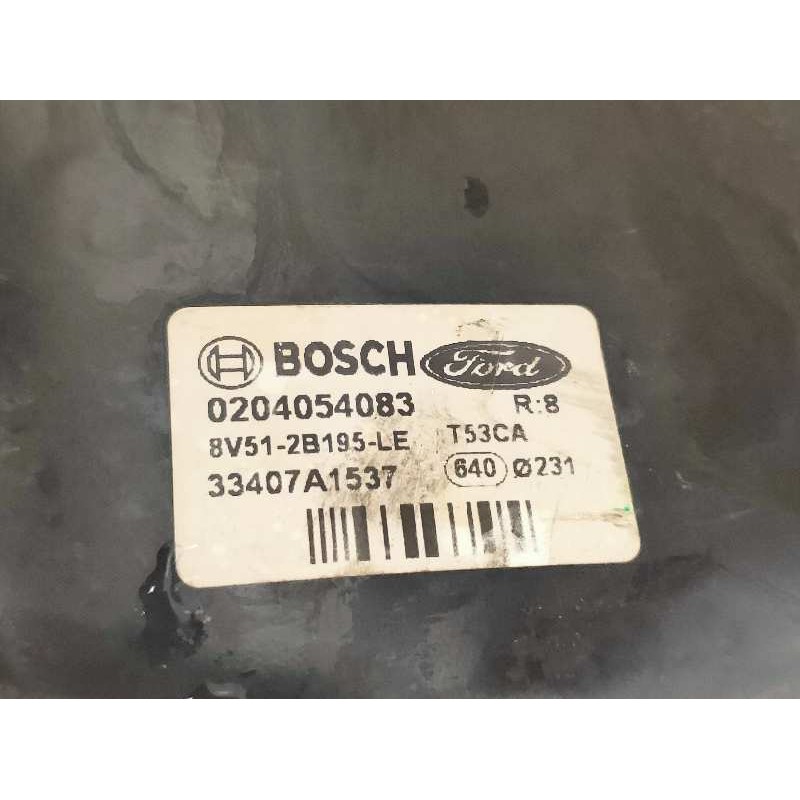 BOSCH Ford
0204054083 R:8
8V51-2B195-LE T53CA
33407A1537 640 Ø231